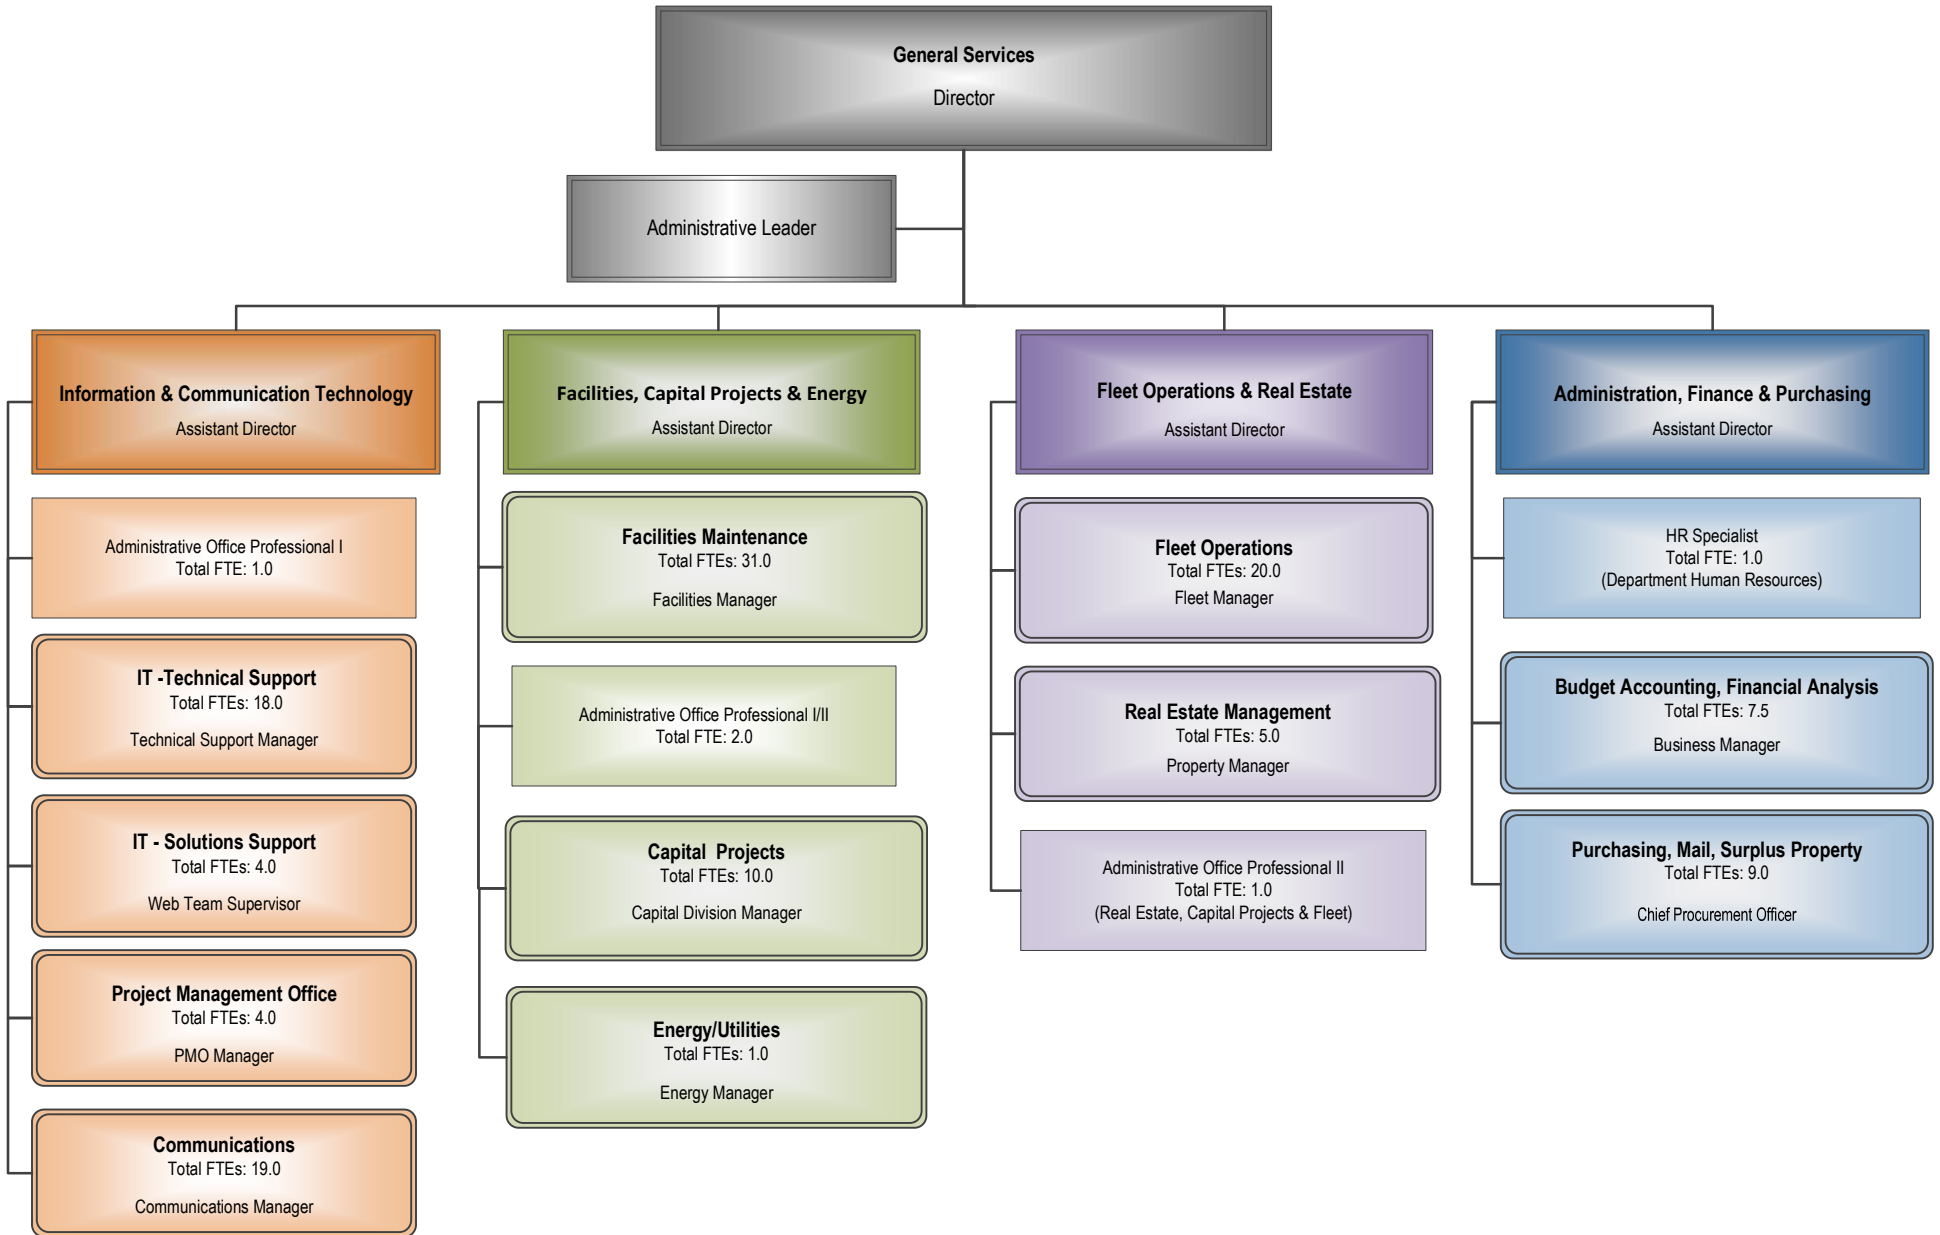 General Services
Director
Administrative Leader
Information & Communication Technology
Assistant Director
Administrative Office Professional I
Total FTE: 1.0
IT -Technical Support
Total FTEs: 18.0
Technical Support Manager
IT - Solutions Support
Total FTEs: 4.0
Web Team Supervisor
Project Management Office
Total FTEs: 4.0
PMO Manager
Communications
Total FTEs: 19.0
Communications Manager
Facilities, Capital Projects & Energy
Assistant Director
Facilities Maintenance
Total FTEs: 31.0
Facilities Manager
Administrative Office Professional I/II
Total FTE: 2.0
Capital  Projects
Total FTEs: 10.0
Capital Division Manager
Energy/Utilities
Total FTEs: 1.0
Energy Manager
Fleet Operations & Real Estate
Assistant Director
Fleet Operations
Total FTEs: 20.0
Fleet Manager
Real Estate Management
Total FTEs: 5.0
Property Manager
Administrative Office Professional II
Total FTE: 1.0
(Real Estate, Capital Projects & Fleet)
Administration, Finance & Purchasing
Assistant Director
HR Specialist
Total FTE: 1.0
(Department Human Resources)
Budget Accounting, Financial Analysis
Total FTEs: 7.5
Business Manager
Purchasing, Mail, Surplus Property
Total FTEs: 9.0
Chief Procurement Officer